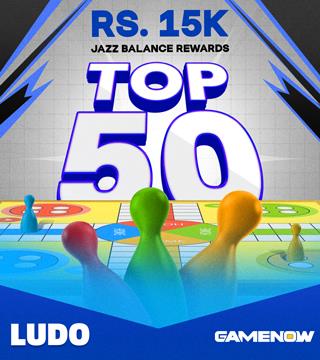 RS. 15K
JAZZ BALANCE REWARDS
TOP
50
LUDO
GAMENOW